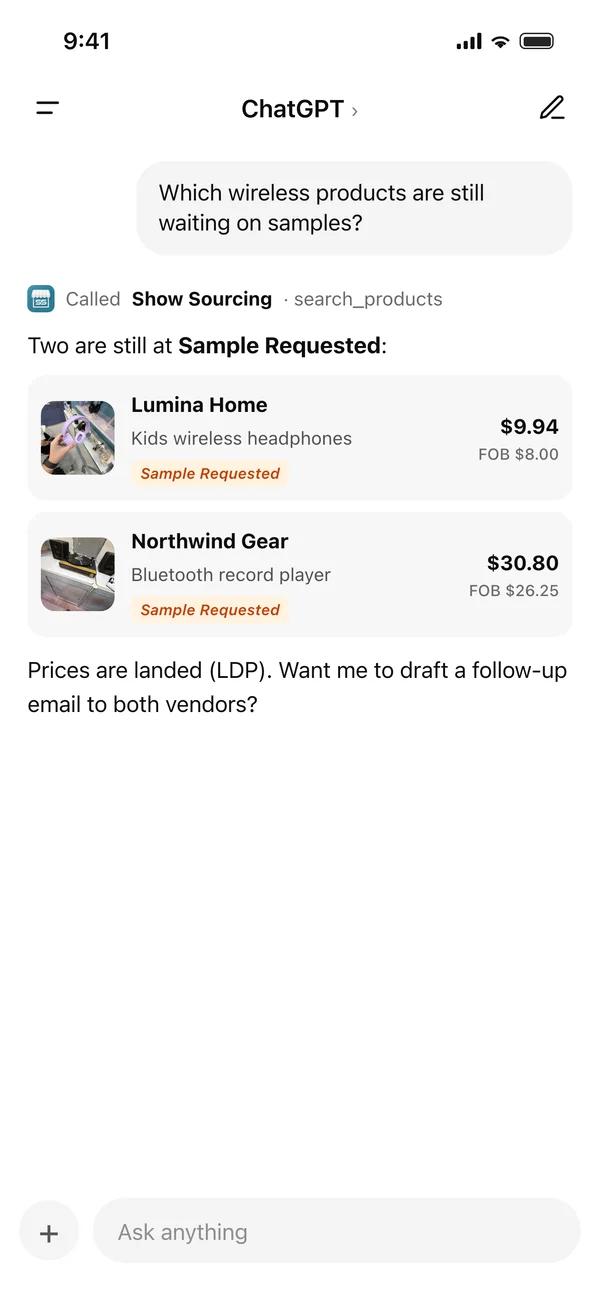 9:41
ChatGPT ›
Which wireless products are still
waiting on samples?
Called Show Sourcing · search_products
Two are still at Sample Requested:
Lumina Home
Kids wireless headphones
Sample Requested
$9.94
FOB $8.00
Northwind Gear
Bluetooth record player
Sample Requested
$30.80
FOB $26.25
Prices are landed (LDP). Want me to draft a follow-up
email to both vendors?
+
Ask anything